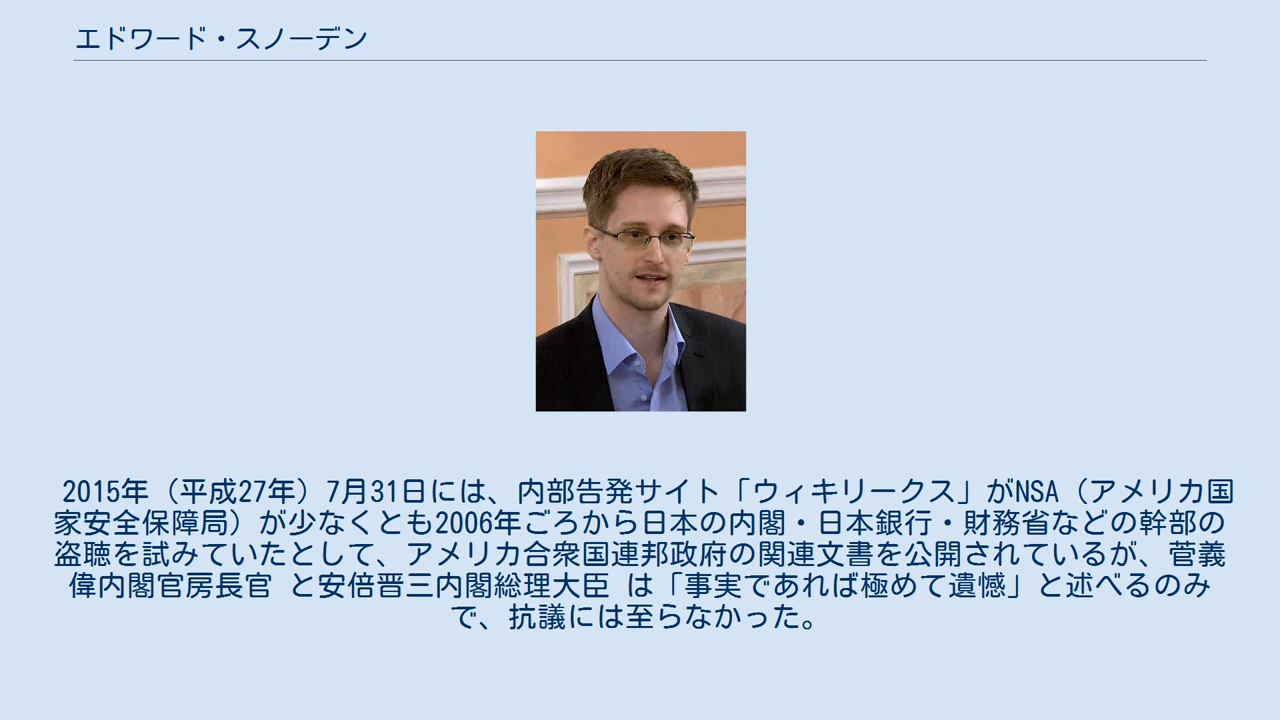 エドワード・スノーデン
2015年（平成27年）7月31日には、内部告発サイト「ウィキリークス」がNSA（アメリカ国
家安全保障局）が少なくとも2006年ごろから日本の内閣・日本銀行・財務省などの幹部の
盗聴を試みていたとして、アメリカ合衆国連邦政府の関連文書を公開されているが、菅義
偉内閣官房長官 と安倍晋三内閣総理大臣 は「事実であれば極めて遺憾」と述べるのみ
で、抗議には至らなかった。